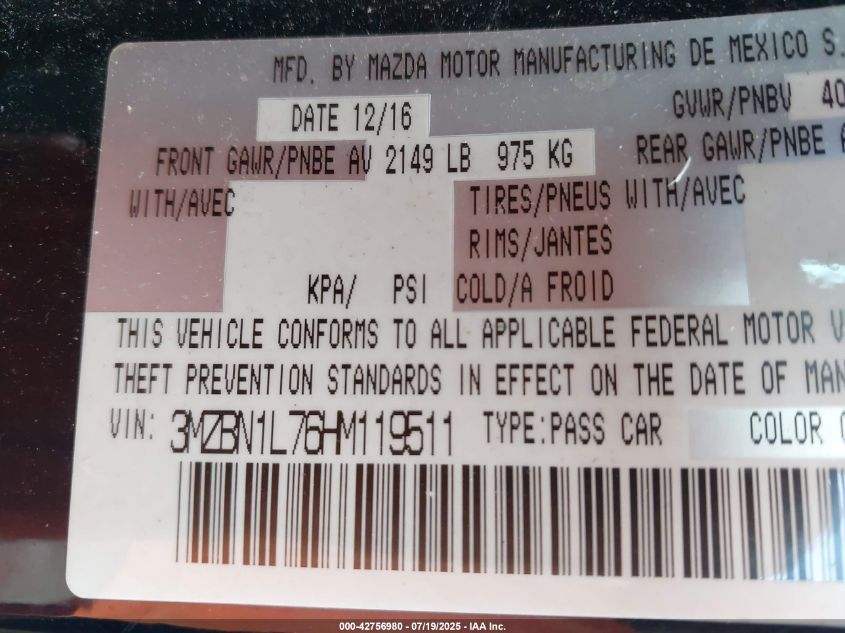 MFD. BY MAZDA MOTOR MANUFACTURING DE MEXICO S.
DATE 12/16 GVWR/PNBV 40
FRONT GAWR/PNBE AV 2149 LB 975 KG REAR GAWR/PNBE
WITH/AVEC TIRES/PNEUS WITH/AVEC
RIMS/JANTES
KPA/ PSI COLD/A FROID
THIS VEHICLE CONFORMS TO ALL APPLICABLE FEDERAL MOTOR V
THEFT PREVENTION STANDARDS IN EFFECT ON THE DATE OF MAN
VIN: 3MZBN1L76HM119511 TYPE:PASS CAR COLOR
000-42756980 - 07/19/2025 - IAA Inc.